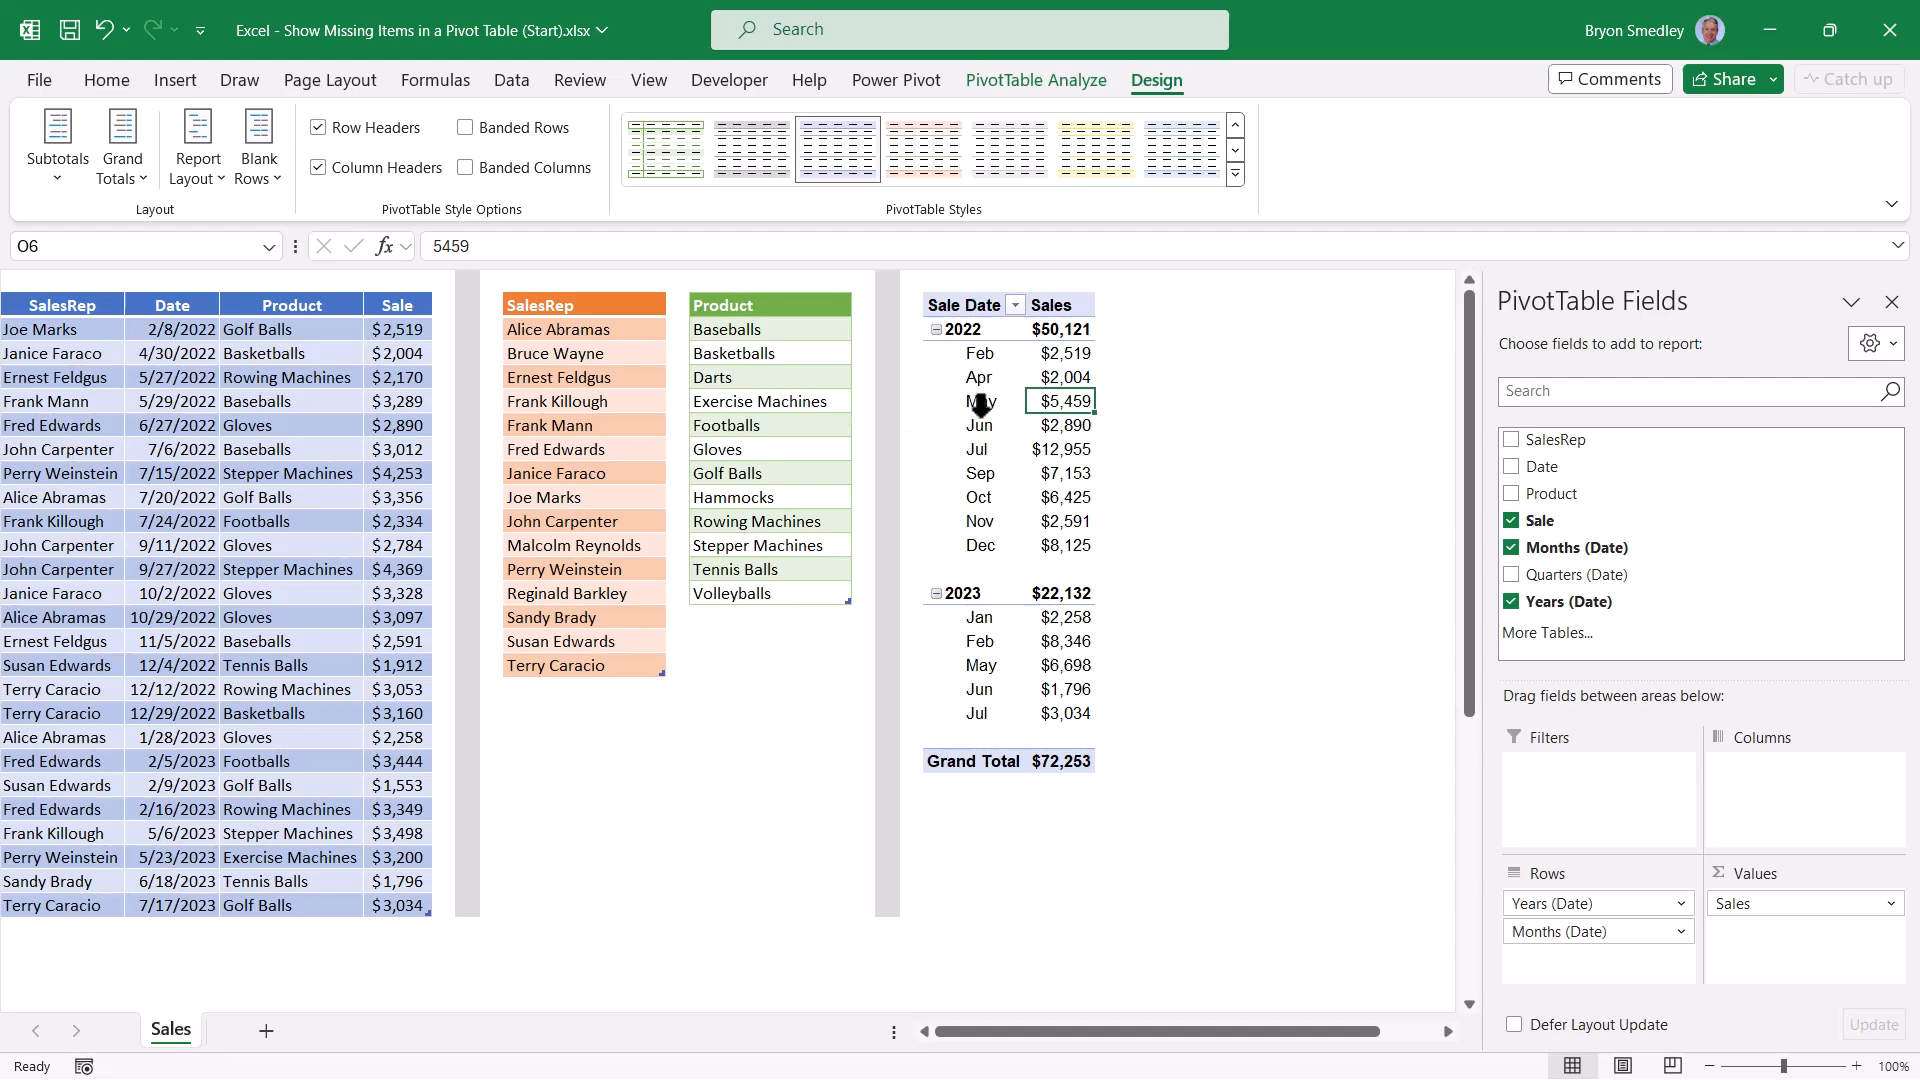 Excel - Show Missing Items in a Pivot Table (Start).xlsx
Search
Bryon Smedley
File Home Insert Draw Page Layout Formulas Data Review View Developer Help Power Pivot PivotTable Analyze Design
Comments Share Catch up
Subtotals Grand Totals Report Layout Blank Rows
Row Headers Banded Rows
Column Headers Banded Columns
Layout PivotTable Style Options PivotTable Styles
O6 fx 5459
SalesRep Date Product Sale
Joe Marks 2/8/2022 Golf Balls $2,519
Janice Faraco 4/30/2022 Basketballs $2,004
Ernest Feldgus 5/27/2022 Rowing Machines $2,170
Frank Mann 5/29/2022 Baseballs $3,289
Fred Edwards 6/27/2022 Gloves $2,890
John Carpenter 7/6/2022 Baseballs $3,012
Perry Weinstein 7/15/2022 Stepper Machines $4,253
Alice Abramas 7/20/2022 Golf Balls $3,356
Frank Killough 7/24/2022 Footballs $2,334
John Carpenter 9/11/2022 Gloves $2,784
John Carpenter 9/27/2022 Stepper Machines $4,369
Janice Faraco 10/2/2022 Gloves $3,328
Alice Abramas 10/29/2022 Gloves $3,097
Ernest Feldgus 11/5/2022 Baseballs $2,591
Susan Edwards 12/4/2022 Tennis Balls $1,912
Terry Caracio 12/12/2022 Rowing Machines $3,053
Terry Caracio 12/29/2022 Basketballs $3,160
Alice Abramas 1/28/2023 Gloves $2,258
Fred Edwards 2/5/2023 Footballs $3,444
Susan Edwards 2/9/2023 Golf Balls $1,553
Fred Edwards 2/16/2023 Rowing Machines $3,349
Frank Killough 5/6/2023 Stepper Machines $3,498
Perry Weinstein 5/23/2023 Exercise Machines $3,200
Sandy Brady 6/18/2023 Tennis Balls $1,796
Terry Caracio 7/17/2023 Golf Balls $3,034
SalesRep
Alice Abramas
Bruce Wayne
Ernest Feldgus
Frank Killough
Frank Mann
Fred Edwards
Janice Faraco
Joe Marks
John Carpenter
Malcolm Reynolds
Perry Weinstein
Reginald Barkley
Sandy Brady
Susan Edwards
Terry Caracio
Product
Baseballs
Basketballs
Darts
Exercise Machines
Footballs
Gloves
Golf Balls
Hammocks
Rowing Machines
Stepper Machines
Tennis Balls
Volleyballs
Sale Date Sales
2022 $50,121
Feb $2,519
Apr $2,004
May $5,459
Jun $2,890
Jul $12,955
Sep $7,153
Oct $6,425
Nov $2,591
Dec $8,125
2023 $22,132
Jan $2,258
Feb $8,346
May $6,698
Jun $1,796
Jul $3,034
Grand Total $72,253
PivotTable Fields
Choose fields to add to report:
Search
SalesRep
Date
Product
Sale
Months (Date)
Quarters (Date)
Years (Date)
More Tables...
Drag fields between areas below:
Filters Columns
Rows Values
Years (Date) Sales
Months (Date)
Defer Layout Update Update
Sales
Ready 100%